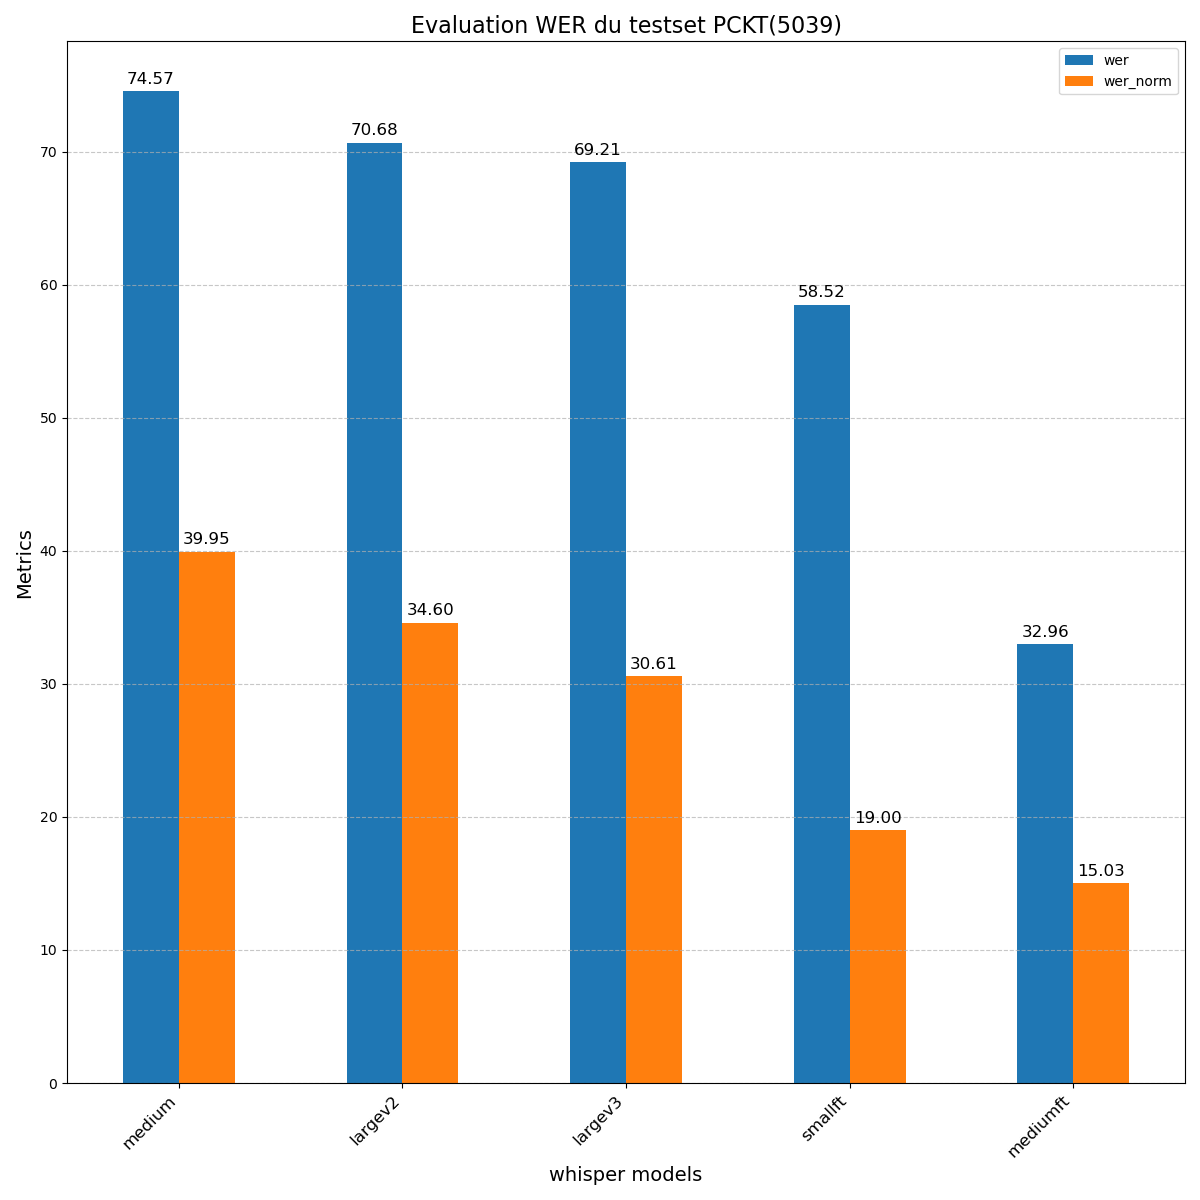 Evaluation WER du testset PCKT(5039)
wer
wer_norm
74.57
70.68
69.21
58.52
39.95
34.60
32.96
30.61
19.00
15.03
Metrics
70
60
50
40
30
20
10
0
medium
largev2
largev3
smallft
mediumft
whisper models